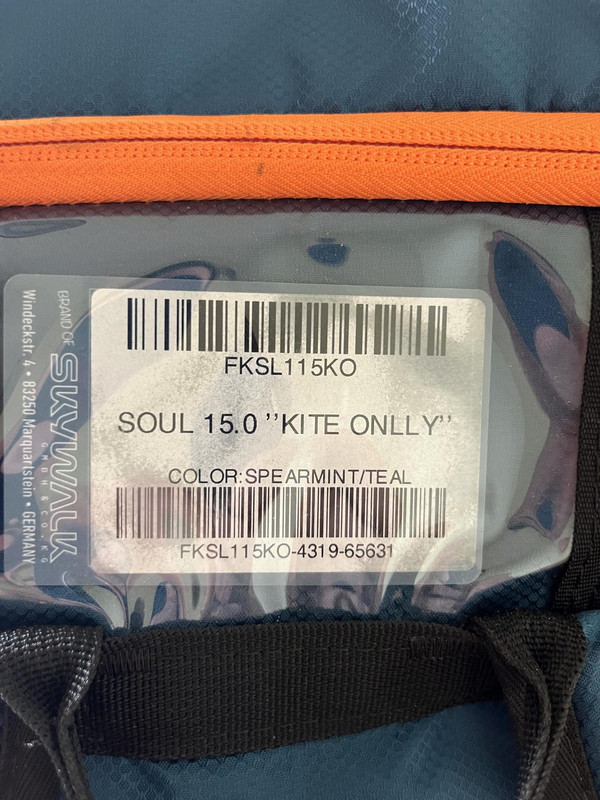 FKSL115KO
SOUL 15.0 ’’KITE ONLLY’’
COLOR:SPEARMINT/TEAL
FKSL115KO-4319-65631
BRAND OF
SKYWALK
GMBH & CO. KG
Windeckstr. 4 • 83250 Marquartstein • GERMANY